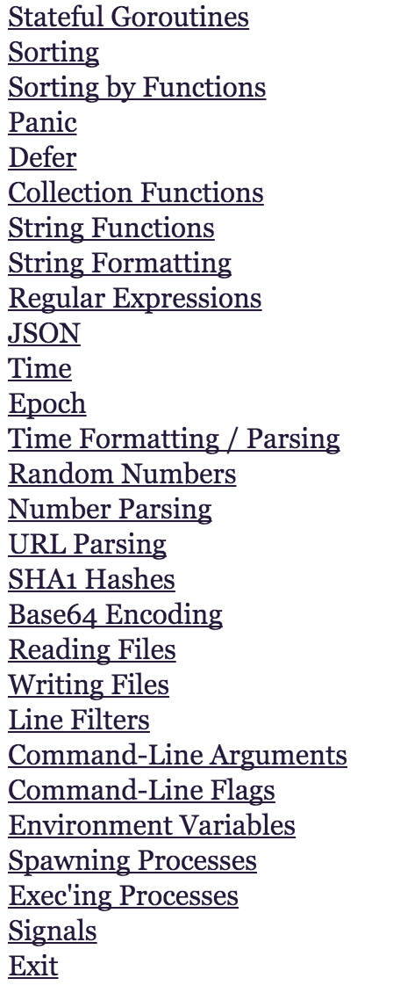 Stateful Goroutines
Sorting
Sorting by Functions
Panic
Defer
Collection Functions
String Functions
String Formatting
Regular Expressions
JSON
Time
Epoch
Time Formatting / Parsing
Random Numbers
Number Parsing
URL Parsing
SHA1 Hashes
Base64 Encoding
Reading Files
Writing Files
Line Filters
Command-Line Arguments
Command-Line Flags
Environment Variables
Spawning Processes
Exec'ing Processes
Signals
Exit